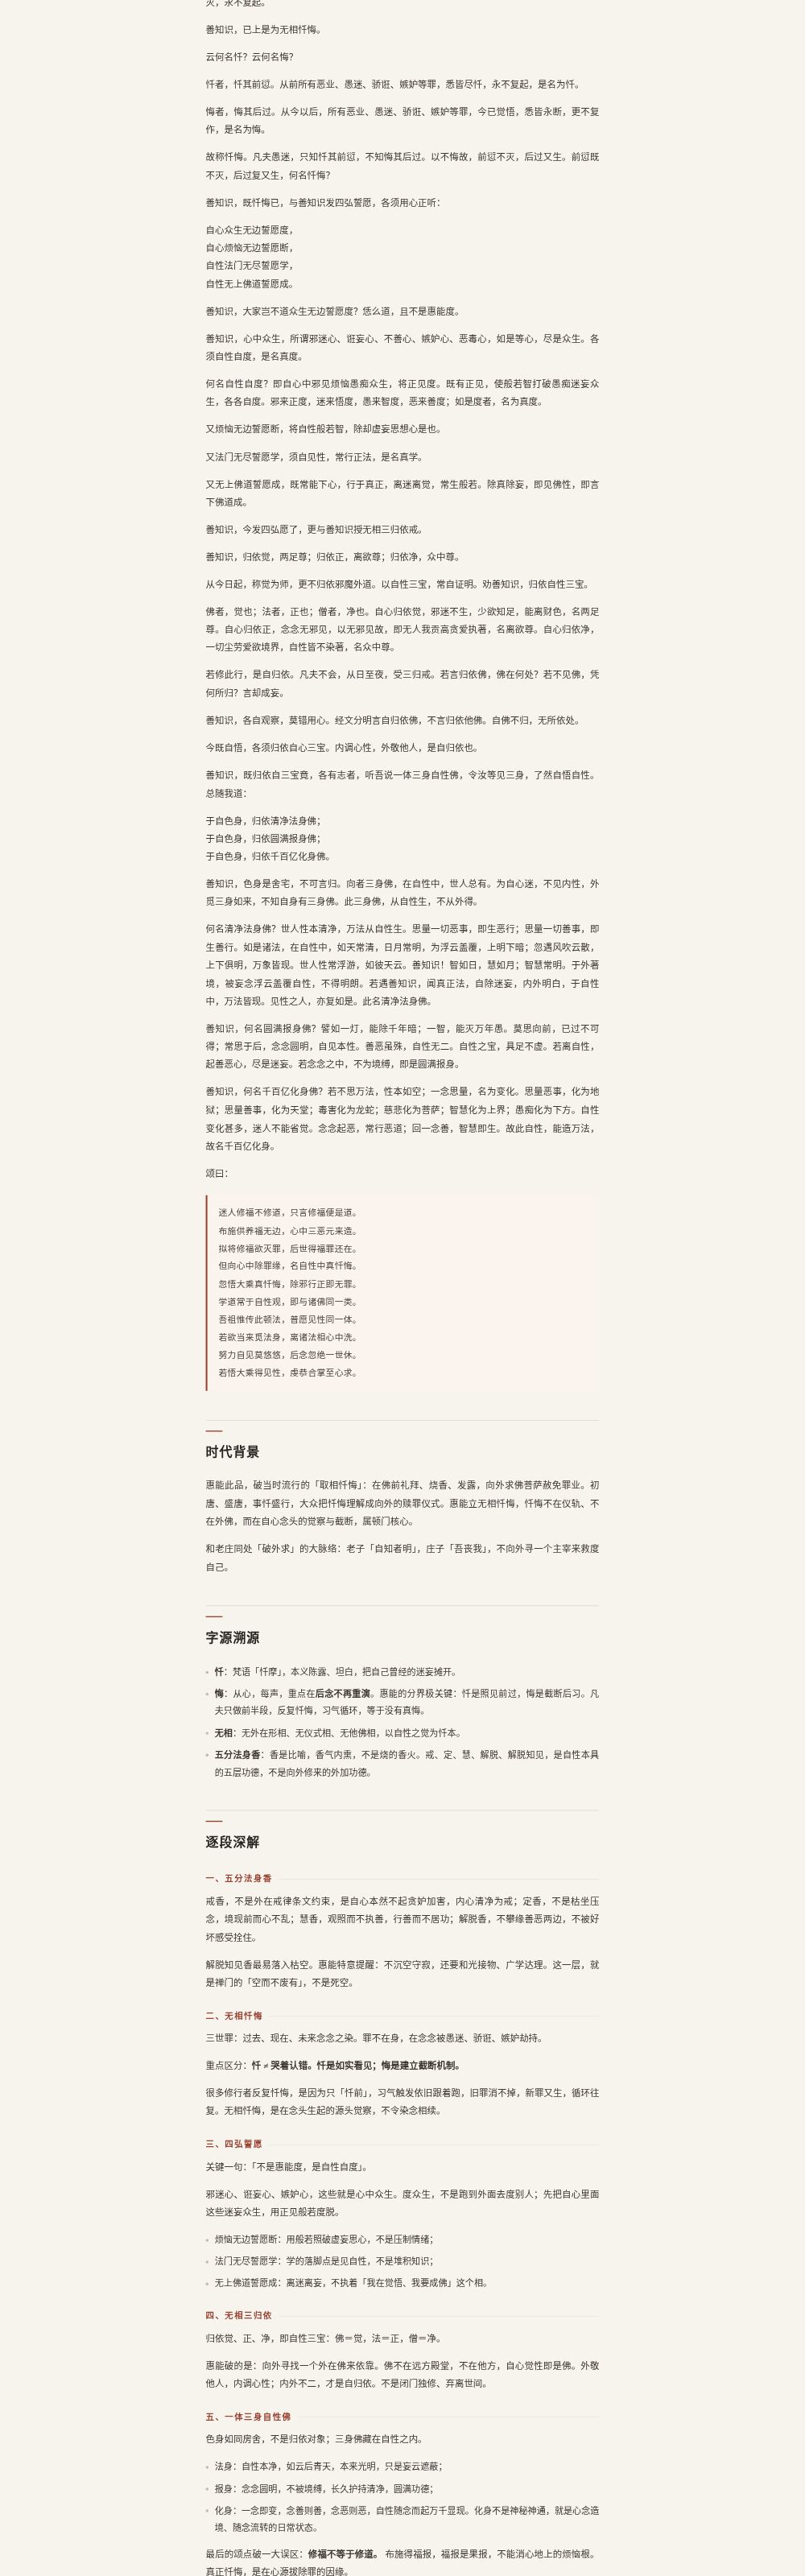 灭，永不复起。
善知识，已上是为无相忏悔。
云何名忏？云何名悔？
忏者，忏其前愆。从前所有恶业、愚迷、骄诳、嫉妒等罪，悉皆尽忏，永不复起，是名为忏。
悔者，悔其后过。从今以后，所有恶业、愚迷、骄诳、嫉妒等罪，今已觉悟，悉皆永断，更不复
作，是名为悔。
故称忏悔。凡夫愚迷，只知忏其前愆，不知悔其后过。以不悔故，前愆不灭，后过又生。前愆既
不灭，后过复又生，何名忏悔？
善知识，既忏悔已，与善知识发四弘誓愿，各须用心正听：
自心众生无边誓愿度，
自心烦恼无边誓愿断，
自性法门无尽誓愿学，
自性无上佛道誓愿成。
善知识，大家岂不道众生无边誓愿度？恁么道，且不是惠能度。
善知识，心中众生，所谓邪迷心、诳妄心、不善心、嫉妒心、恶毒心，如是等心，尽是众生。各
须自性自度，是名真度。
何名自性自度？即自心中邪见烦恼愚痴众生，将正见度。既有正见，使般若智打破愚痴迷妄众
生，各各自度。邪来正度，迷来悟度，愚来智度，恶来善度；如是度者，名为真度。
又烦恼无边誓愿断，将自性般若智，除却虚妄思想心是也。
又法门无尽誓愿学，须自见性，常行正法，是名真学。
又无上佛道誓愿成，既常能下心，行于真正，离迷离觉，常生般若。除真除妄，即见佛性，即言
下佛道成。
善知识，今发四弘愿了，更与善知识授无相三归依戒。
善知识，归依觉，两足尊；归依正，离欲尊；归依净，众中尊。
从今日起，称觉为师，更不归依邪魔外道。以自性三宝，常自证明。劝善知识，归依自性三宝。
佛者，觉也；法者，正也；僧者，净也。自心归依觉，邪迷不生，少欲知足，能离财色，名两足
尊。自心归依正，念念无邪见，以无邪见故，即无人我贡高贪爱执著，名离欲尊。自心归依净，
一切尘劳爱欲境界，自性皆不染著，名众中尊。
若修此行，是自归依。凡夫不会，从日至夜，受三归戒。若言归依佛，佛在何处？若不见佛，凭
何所归？言却成妄。
善知识，各自观察，莫错用心。经文分明言自归依佛，不言归依他佛。自佛不归，无所依处。
今既自悟，各须归依自心三宝。内调心性，外敬他人，是自归依也。
善知识，既归依自三宝竟，各有志者，听吾说一体三身自性佛，令汝等见三身，了然自悟自性。
总随我道：
于自色身，归依清净法身佛；
于自色身，归依圆满报身佛；
于自色身，归依千百亿化身佛。
善知识，色身是舍宅，不可言归。向者三身佛，在自性中，世人总有。为自心迷，不见内性，外
觅三身如来，不知自身有三身佛。此三身佛，从自性生，不从外得。
何名清净法身佛？世人性本清净，万法从自性生。思量一切恶事，即生恶行；思量一切善事，即
生善行。如是诸法，在自性中，如天常清，日月常明，为浮云盖覆，上明下暗；忽遇风吹云散，
上下俱明，万象皆现。世人性常浮游，如彼天云。善知识！智如日，慧如月；智慧常明。于外著
境，被妄念浮云盖覆自性，不得明朗。若遇善知识，闻真正法，自除迷妄，内外明白，于自性
中，万法皆现。见性之人，亦复如是。此名清净法身佛。
善知识，何名圆满报身佛？譬如一灯，能除千年暗；一智，能灭万年愚。莫思向前，已过不可
得；常思于后，念念圆明，自见本性。善恶虽殊，自性无二。自性之宝，具足不虚。若离自性，
起善恶心，尽是迷妄。若念念之中，不为境缚，即是圆满报身。
善知识，何名千百亿化身佛？若不思万法，性本如空；一念思量，名为变化。思量恶事，化为地
狱；思量善事，化为天堂；毒害化为龙蛇；慈悲化为菩萨；智慧化为上界；愚痴化为下方。自性
变化甚多，迷人不能省觉。念念起恶，常行恶道；回一念善，智慧即生。故此自性，能造万法，
故名千百亿化身。
颂曰：
迷人修福不修道，只言修福便是道。
布施供养福无边，心中三恶元来造。
拟将修福欲灭罪，后世得福罪还在。
但向心中除罪缘，名自性中真忏悔。
忽悟大乘真忏悔，除邪行正即无罪。
学道常于自性观，即与诸佛同一类。
吾祖惟传此顿法，普愿见性同一体。
若欲当来觅法身，离诸法相心中洗。
努力自见莫悠悠，后念忽绝一世休。
若悟大乘得见性，虔恭合掌至心求。
时代背景
惠能此品，破当时流行的「取相忏悔」：在佛前礼拜、烧香、发露，向外求佛菩萨赦免罪业。初
唐、盛唐，事忏盛行，大众把忏悔理解成向外的赎罪仪式。惠能立无相忏悔，忏悔不在仪轨、不
在外佛，而在自心念头的觉察与截断，属顿门核心。
和老庄同处「破外求」的大脉络：老子「自知者明」，庄子「吾丧我」，不向外寻一个主宰来救度
自己。
字源溯源
忏：梵语「忏摩」，本义陈露、坦白，把自己曾经的迷妄摊开。
悔：从心，每声，重点在后念不再重演。惠能的分界极关键：忏是照见前过，悔是截断后习。凡
夫只做前半段，反复忏悔，习气循环，等于没有真悔。
无相：无外在形相、无仪式相、无他佛相，以自性之觉为忏本。
五分法身香：香是比喻，香气内熏，不是烧的香火。戒、定、慧、解脱、解脱知见，是自性本具
的五层功德，不是向外修来的外加功德。
逐段深解
一、五分法身香
戒香，不是外在戒律条文约束，是自心本然不起贪妒加害，内心清净为戒；定香，不是枯坐压
念，境现前而心不乱；慧香，观照而不执善，行善而不居功；解脱香，不攀缘善恶两边，不被好
坏感受拴住。
解脱知见香最易落入枯空。惠能特意提醒：不沉空守寂，还要和光接物、广学达理。这一层，就
是禅门的「空而不废有」，不是死空。
二、无相忏悔
三世罪：过去、现在、未来念念之染。罪不在身，在念念被愚迷、骄诳、嫉妒劫持。
重点区分：忏 ≠ 哭着认错。忏是如实看见；悔是建立截断机制。
很多修行者反复忏悔，是因为只「忏前」，习气触发依旧跟着跑，旧罪消不掉，新罪又生，循环往
复。无相忏悔，是在念头生起的源头觉察，不令染念相续。
三、四弘誓愿
关键一句：「不是惠能度，是自性自度」。
邪迷心、诳妄心、嫉妒心，这些就是心中众生。度众生，不是跑到外面去度别人；先把自心里面
这些迷妄众生，用正见般若度脱。
烦恼无边誓愿断：用般若照破虚妄思心，不是压制情绪；
法门无尽誓愿学：学的落脚点是见自性，不是堆积知识；
无上佛道誓愿成：离迷离妄，不执着「我在觉悟、我要成佛」这个相。
四、无相三归依
归依觉、正、净，即自性三宝：佛＝觉，法＝正，僧＝净。
惠能破的是：向外寻找一个外在佛来依靠。佛不在远方殿堂，不在他方，自心觉性即是佛。外敬
他人，内调心性；内外不二，才是自归依。不是闭门独修、弃离世间。
五、一体三身自性佛
色身如同房舍，不是归依对象；三身佛藏在自性之内。
法身：自性本净，如云后青天，本来光明，只是妄云遮蔽；
报身：念念圆明，不被境缚，长久护持清净，圆满功德；
化身：一念即变，念善则善，念恶则恶，自性随念而起万千显现。化身不是神秘神通，就是心念造
境、随念流转的日常状态。
最后的颂点破一大误区：修福不等于修道。 布施得福报，福报是果报，不能消心地上的烦恼根。
真正忏悔，是在心源拔除罪的因缘。